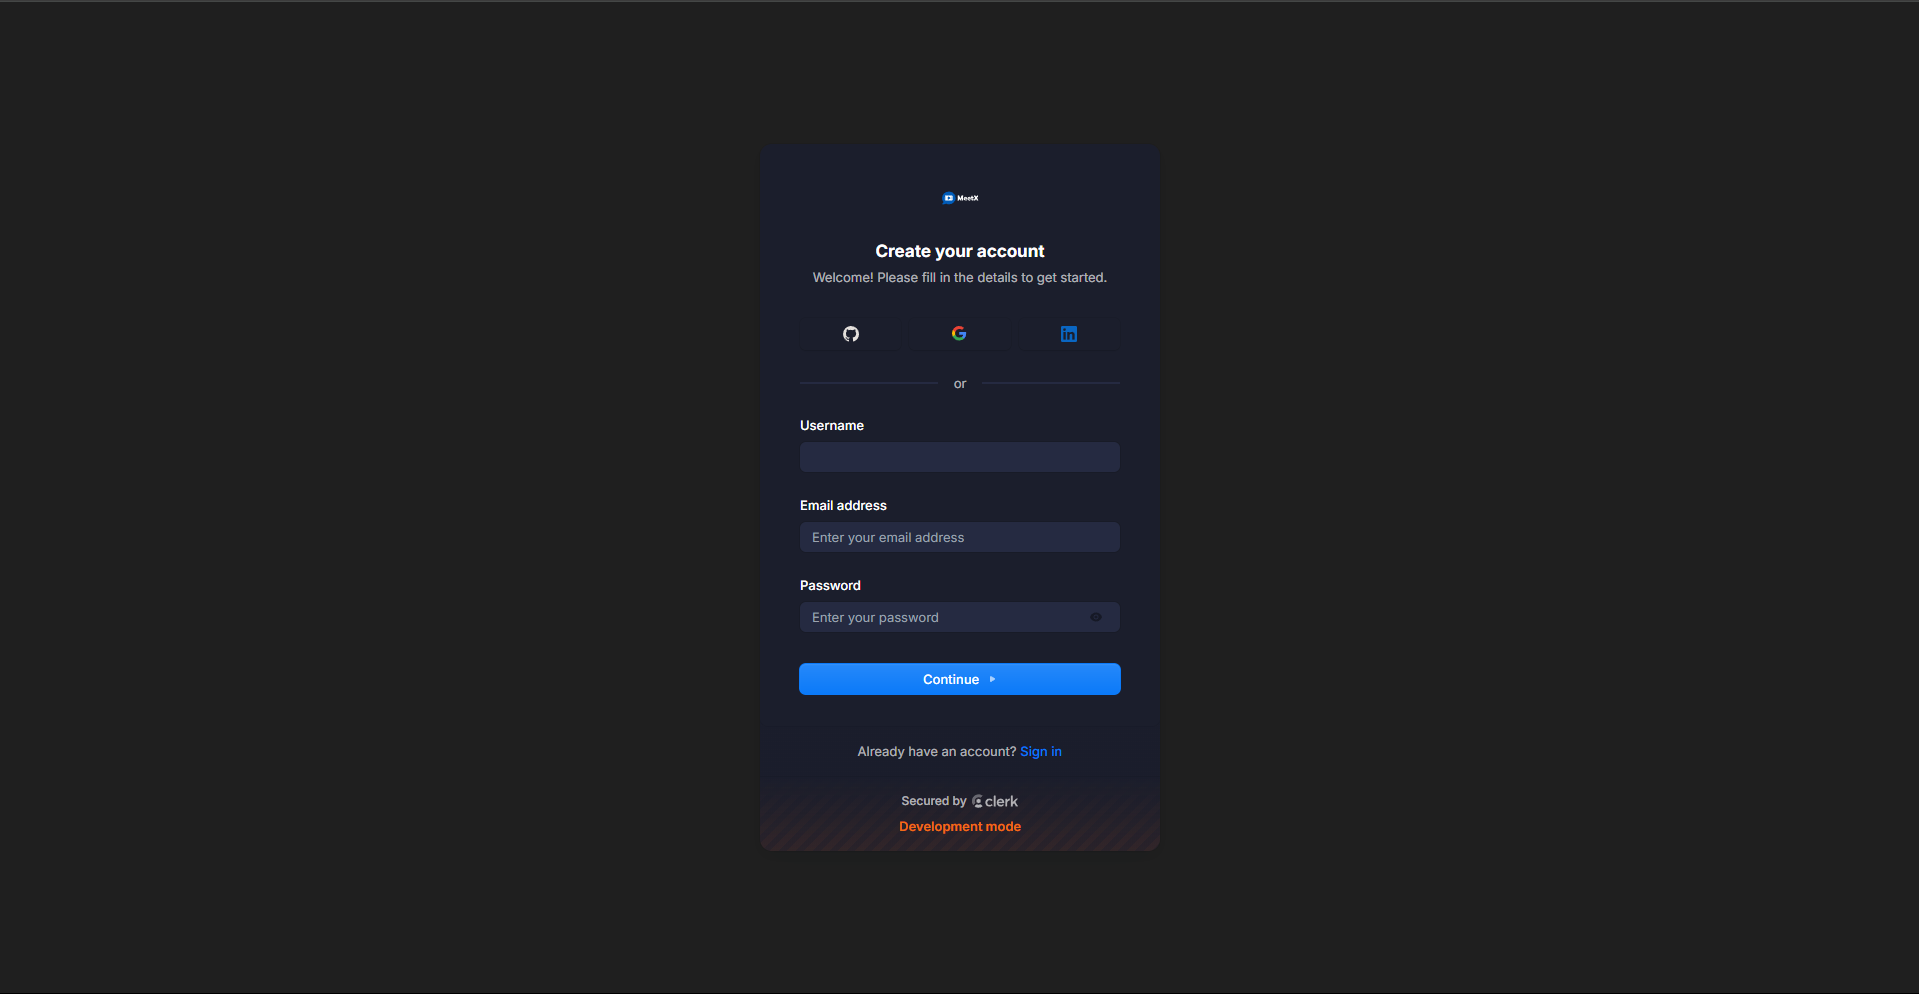 MeetX
Create your account
Welcome! Please fill in the details to get started.
or
Username
Email address
Enter your email address
Password
Enter your password
Continue
Already have an account? Sign in
Secured by clerk
Development mode